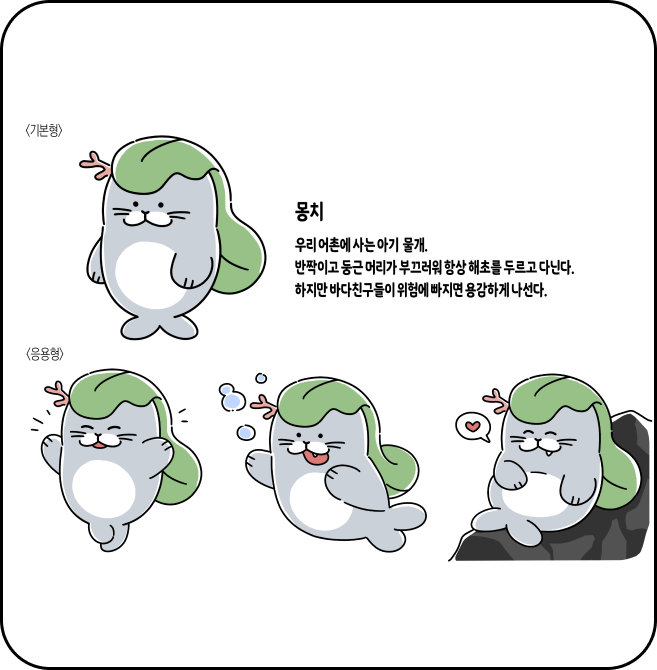 〈기본형〉
몽치
우리 어촌에 사는 아기 물개.
반짝이고 둥근 머리가 부끄러워 항상 해초를 두르고 다닌다.
하지만 바다친구들이 위험에 빠지면 용감하게 나선다.
〈응용형〉